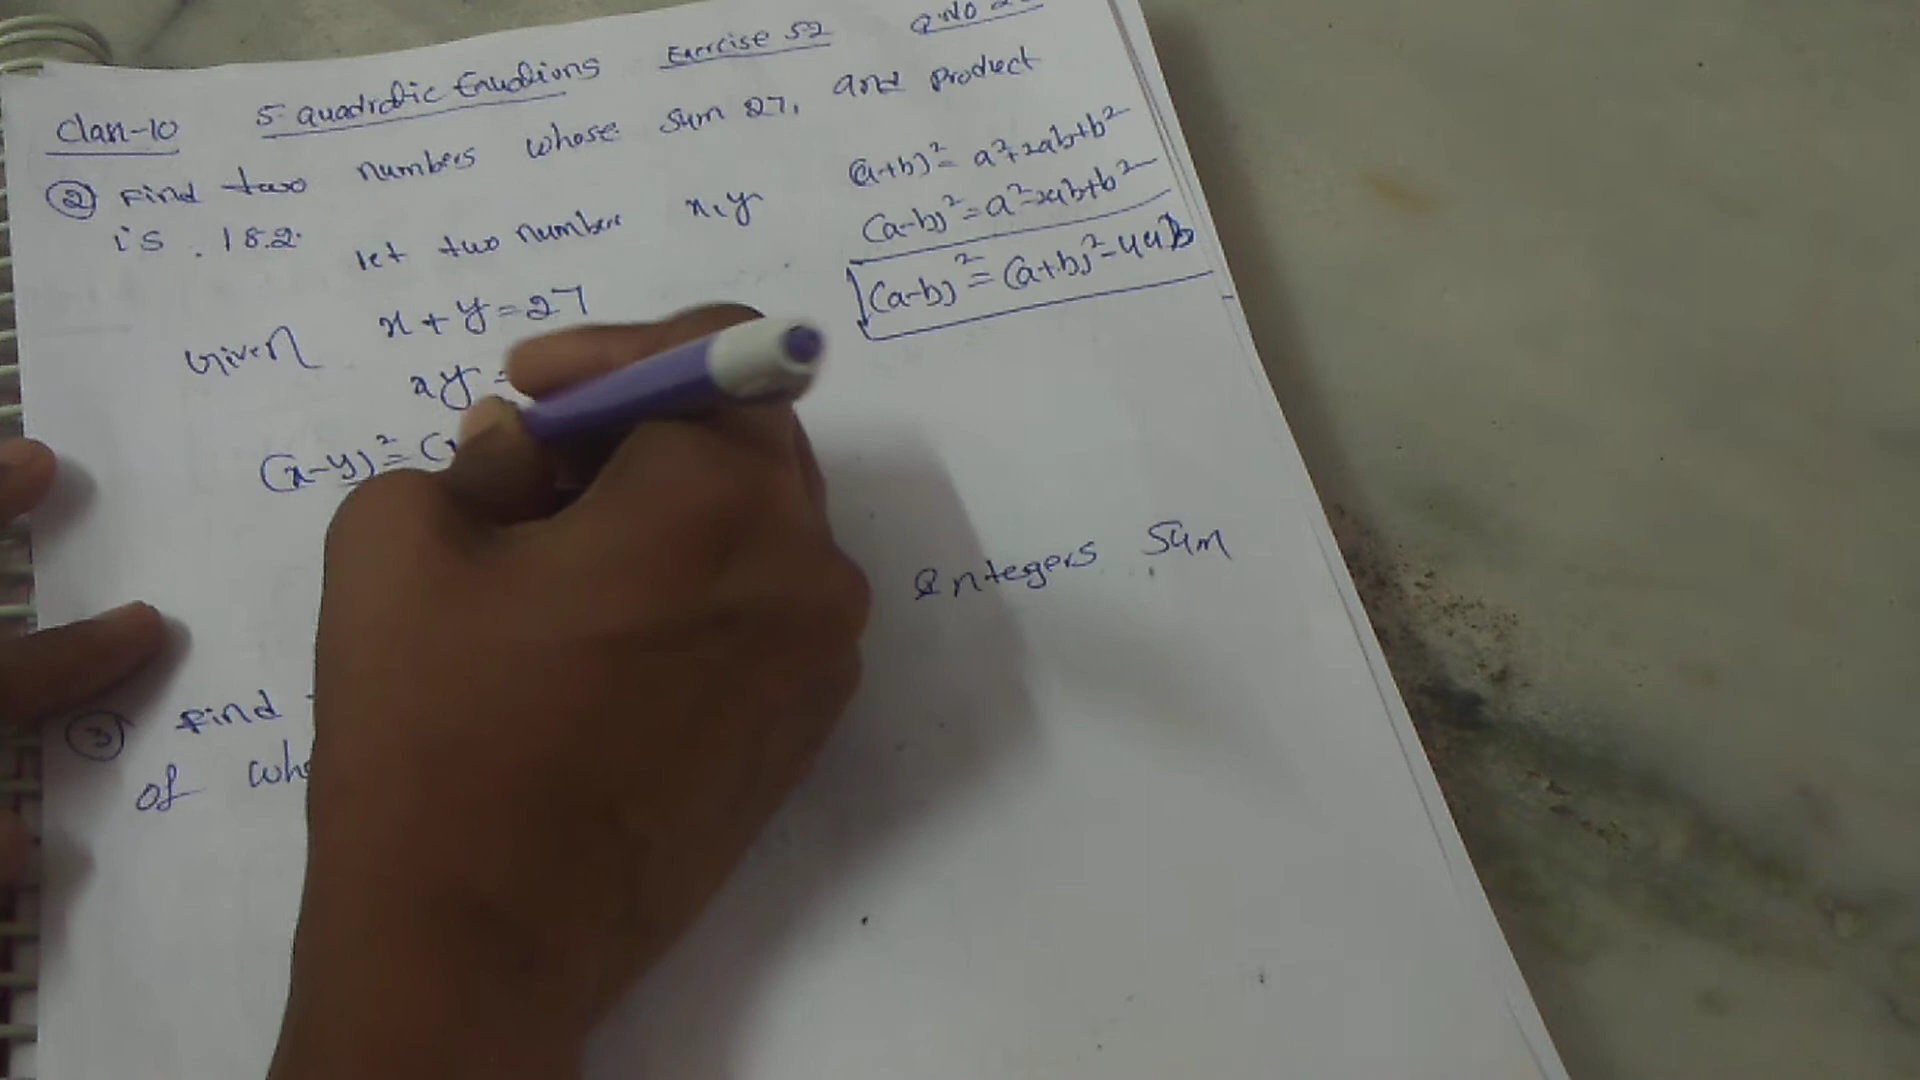 Class-10 5. Quadratic Equations Exercise 5.2 Q NO 2
② Find two numbers whose sum 27, and product
is . 182.
let two numbers x, y
Given x + y = 27
xy =
(x-y)² = (x
(a+b)² = a²+2ab+b²
(a-b)² = a²-2ab+b²
(a-b)² = (a+b)² - 4ab
③ Find integers sum
of